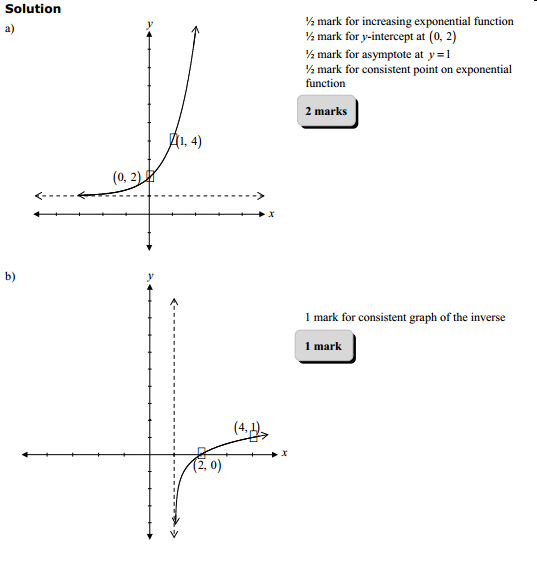 Solution
a)
y
½ mark for increasing exponential function
½ mark for y-intercept at (0, 2)
½ mark for asymptote at y = 1
½ mark for consistent point on exponential
function
2 marks
(1, 4)
(0, 2)
x
b)
y
1 mark for consistent graph of the inverse
1 mark
(4, 1)
x
(2, 0)